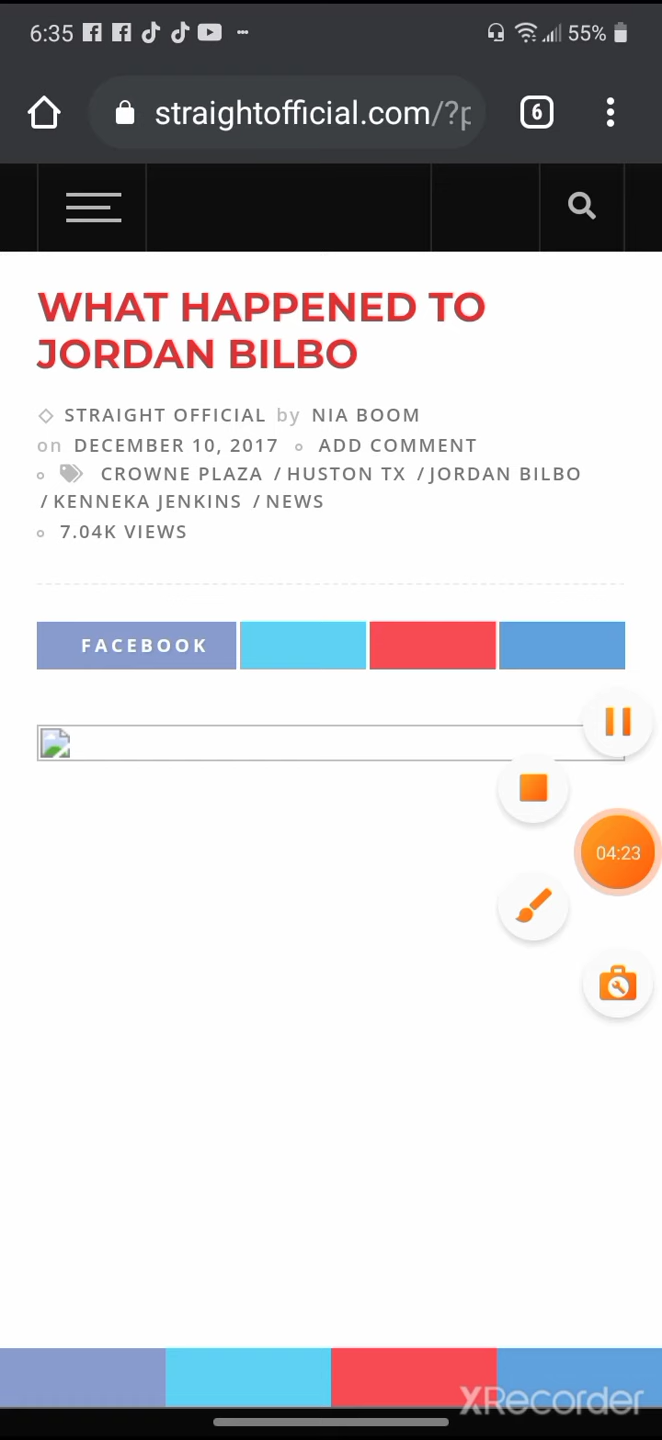 6:35
55%
straightofficial.com/?p
6
WHAT HAPPENED TO
JORDAN BILBO
STRAIGHT OFFICIAL by NIA BOOM
on DECEMBER 10, 2017 ADD COMMENT
CROWNE PLAZA / HUSTON TX / JORDAN BILBO
/ KENNEKA JENKINS / NEWS
7.04K VIEWS
FACEBOOK
04:23
XRecorder